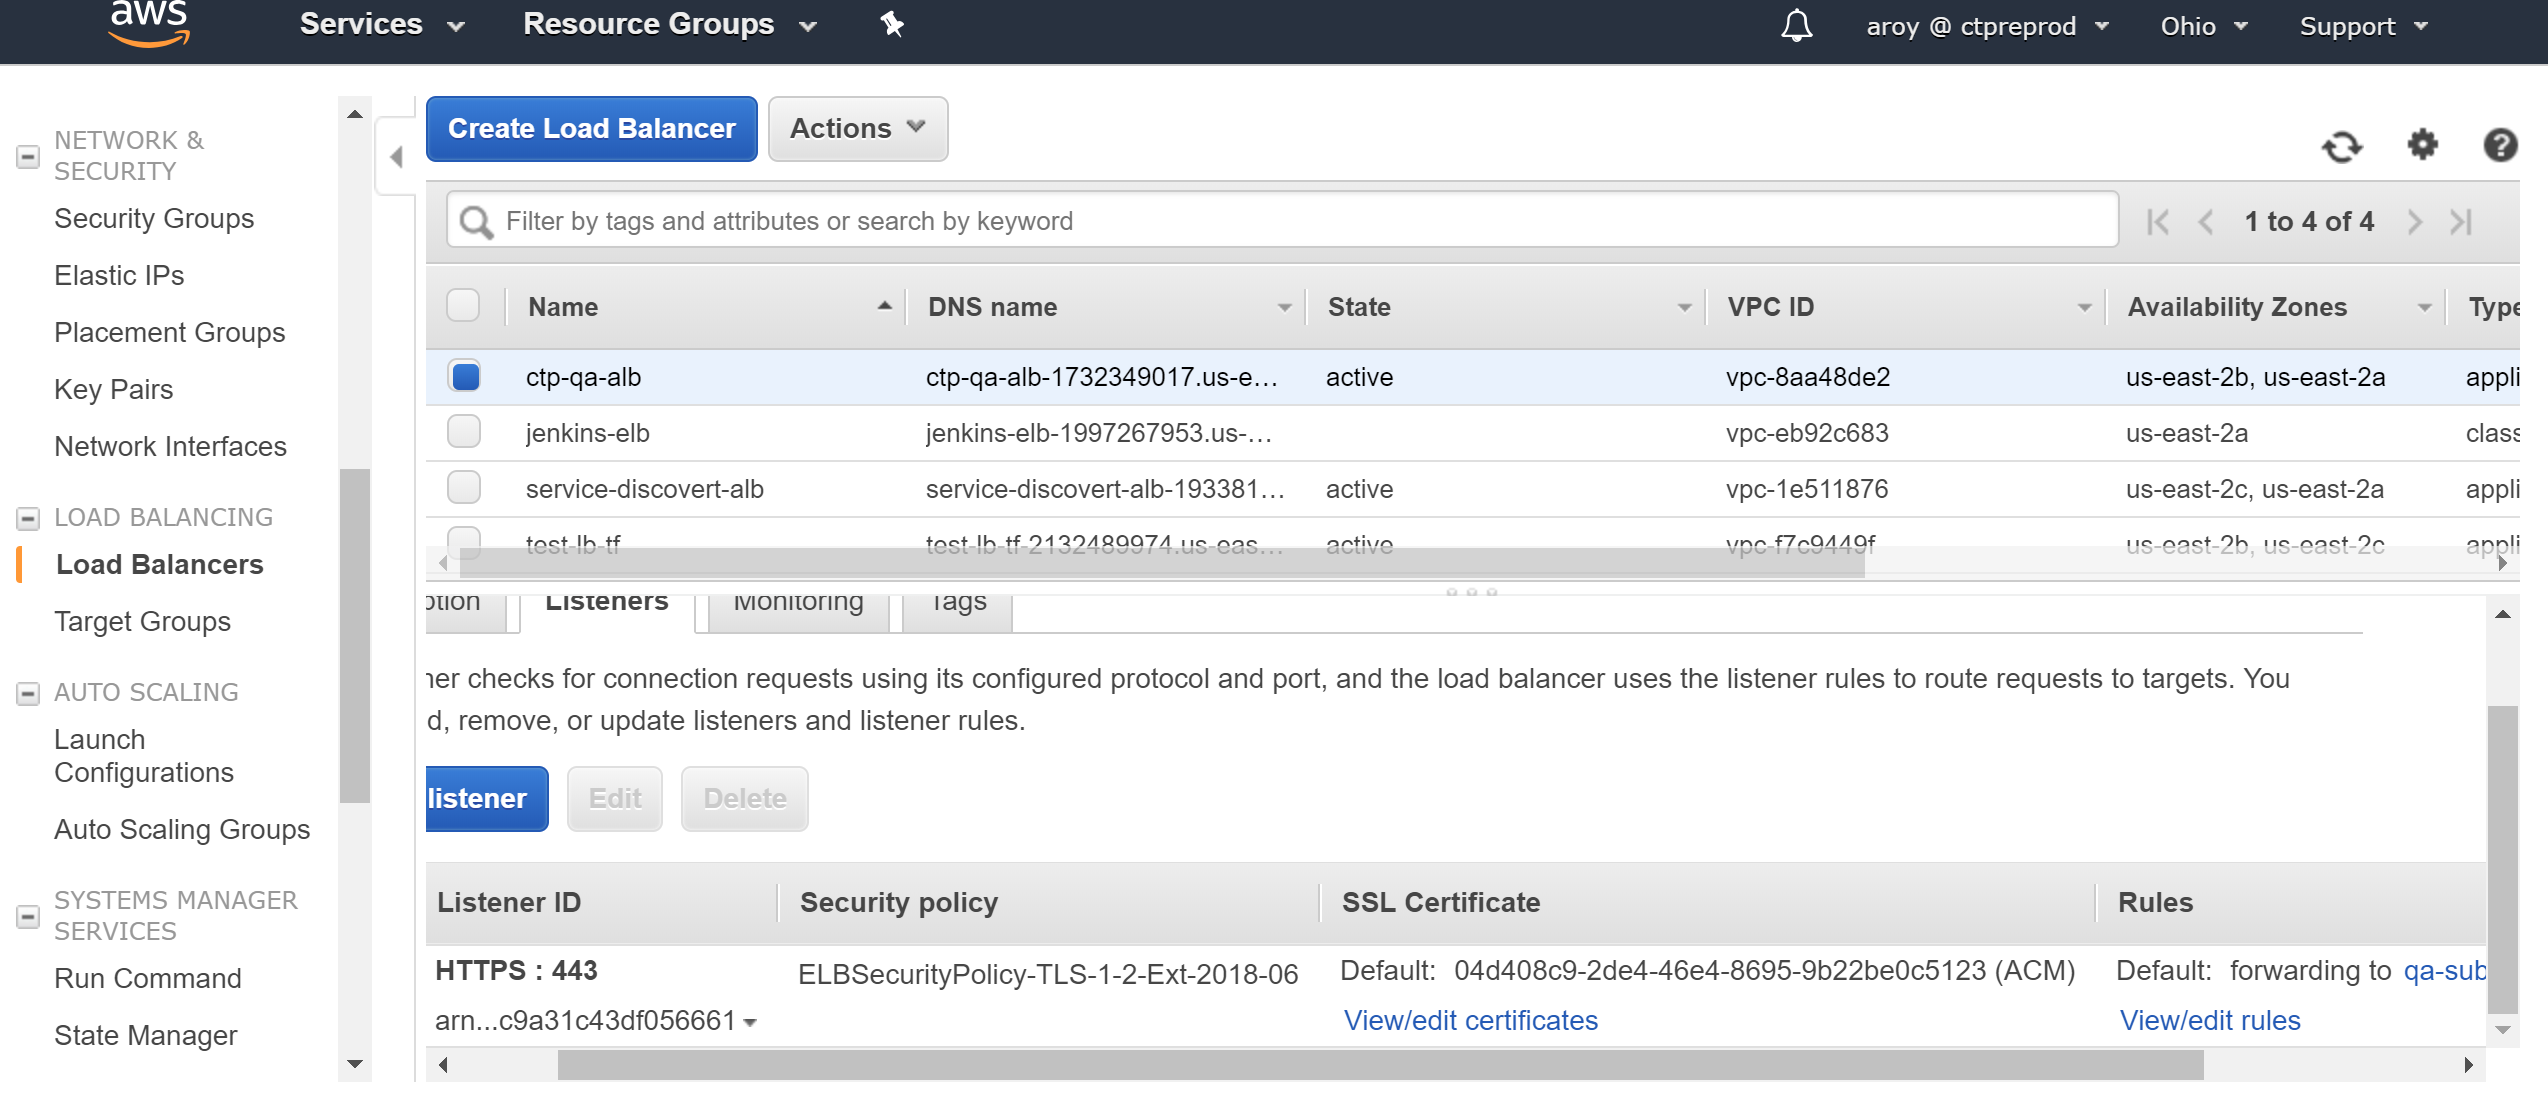 aws
Services
Resource Groups
aroy @ ctpreprod
Ohio
Support
NETWORK &
SECURITY
Security Groups
Elastic IPs
Placement Groups
Key Pairs
Network Interfaces
LOAD BALANCING
Load Balancers
Target Groups
AUTO SCALING
Launch
Configurations
Auto Scaling Groups
SYSTEMS MANAGER
SERVICES
Run Command
State Manager
Create Load Balancer
Actions
Filter by tags and attributes or search by keyword
1 to 4 of 4
Name
DNS name
State
VPC ID
Availability Zones
Type
ctp-qa-alb
ctp-qa-alb-1732349017.us-e...
active
vpc-8aa48de2
us-east-2b, us-east-2a
appli
jenkins-elb
jenkins-elb-1997267953.us-...
vpc-eb92c683
us-east-2a
class
service-discovert-alb
service-discovert-alb-193381...
active
vpc-1e511876
us-east-2c, us-east-2a
appli
test-lb-tf
test-lb-tf-2132489974.us-eas...
active
vpc-f7c9449f
us-east-2b, us-east-2c
appli
ption
Listeners
Monitoring
Tags
ner checks for connection requests using its configured protocol and port, and the load balancer uses the listener rules to route requests to targets. You
d, remove, or update listeners and listener rules.
listener
Edit
Delete
Listener ID
Security policy
SSL Certificate
Rules
HTTPS : 443
ELBSecurityPolicy-TLS-1-2-Ext-2018-06
Default: 04d408c9-2de4-46e4-8695-9b22be0c5123 (ACM)
Default: forwarding to qa-sub
arn...c9a31c43df056661
View/edit certificates
View/edit rules